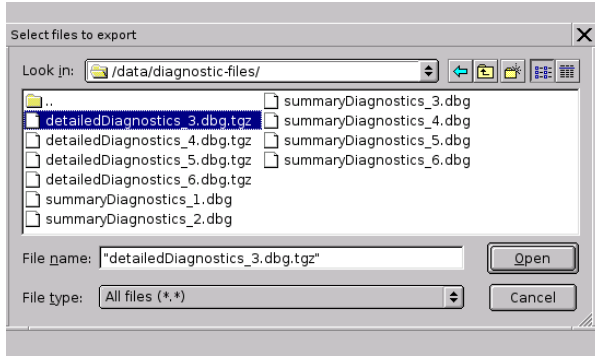 Select files to export
Look in: /data/diagnostic-files/
..
detailedDiagnostics_3.dbg.tgz
detailedDiagnostics_4.dbg.tgz
detailedDiagnostics_5.dbg.tgz
detailedDiagnostics_6.dbg.tgz
summaryDiagnostics_1.dbg
summaryDiagnostics_2.dbg
summaryDiagnostics_3.dbg
summaryDiagnostics_4.dbg
summaryDiagnostics_5.dbg
summaryDiagnostics_6.dbg
File name: "detailedDiagnostics_3.dbg.tgz" Open
File type: All files (*.*) Cancel